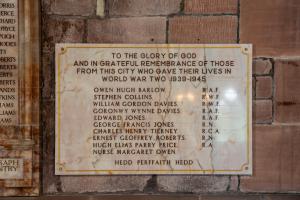 TO THE GLORY OF GOD
AND IN GRATEFUL REMEMBRANCE OF THOSE
FROM THIS CITY WHO GAVE THEIR LIVES IN
WORLD WAR TWO 1939-1945
OWEN HUGH BARLOW R.A.F.
STEPHEN COLLINS
WILLIAM GORDON DAVIES
GORONWY WYNNE DAVIES R.A.F.
EDWARD JONES R.A.F.
GEORGE FRANCIS JONES R.N.
CHARLES HENRY TIERNEY R.C.A.
ERNEST GEOFFREY ROBERTS R.N.
HUGH ELIAS PARRY PRICE R.A.
NURSE MARGARET OWEN
HEDD PERFFAITH HEDD